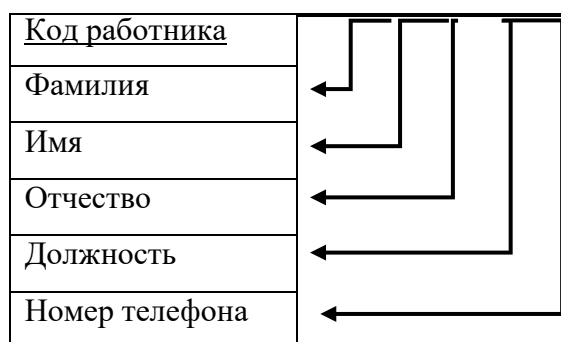 Код работника
Фамилия
Имя
Отчество
Должность
Номер телефона